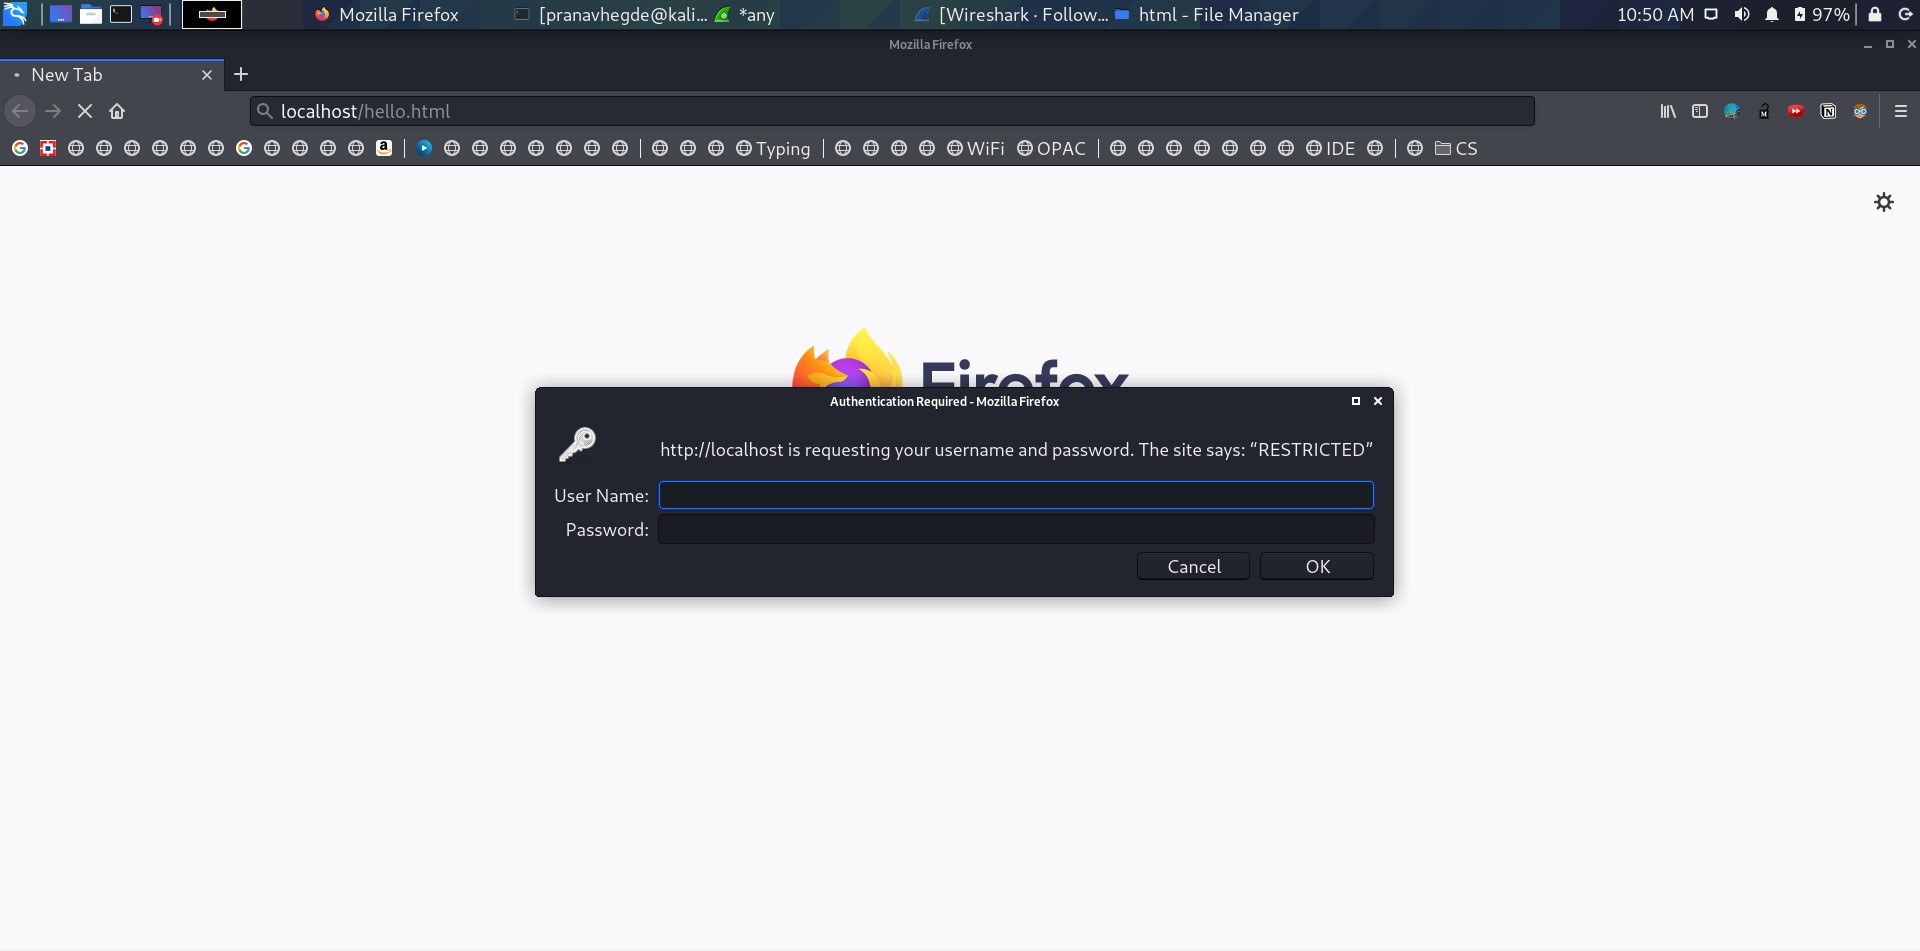 Mozilla Firefox [pranavhegde@kali... *any [Wireshark · Follow... html - File Manager 10:50 AM 97%
Mozilla Firefox
New Tab
localhost/hello.html
Typing WiFi OPAC IDE CS
Firefox
Authentication Required - Mozilla Firefox
http://localhost is requesting your username and password. The site says: “RESTRICTED”
User Name:
Password:
Cancel OK